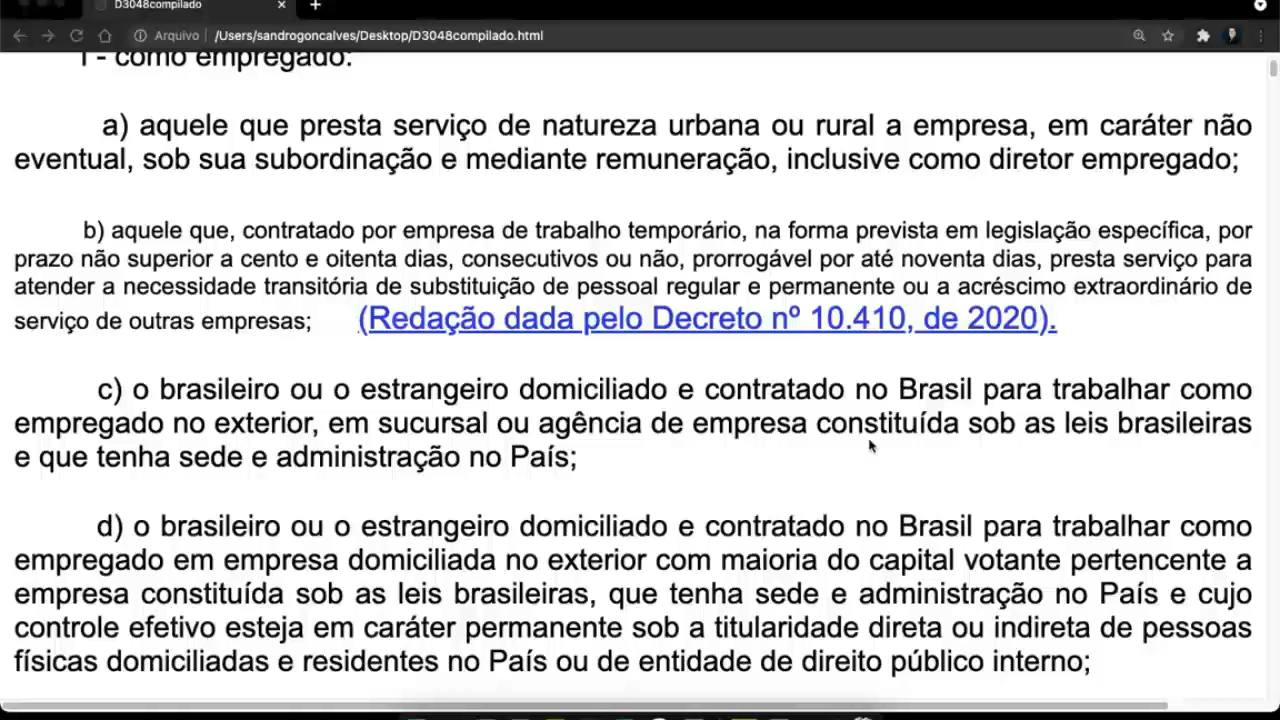 D3048compilado
Arquivo | /Users/sandrogoncalves/Desktop/D3048compilado.html
I - como empregado:
a) aquele que presta serviço de natureza urbana ou rural a empresa, em caráter não
eventual, sob sua subordinação e mediante remuneração, inclusive como diretor empregado;
b) aquele que, contratado por empresa de trabalho temporário, na forma prevista em legislação específica, por
prazo não superior a cento e oitenta dias, consecutivos ou não, prorrogável por até noventa dias, presta serviço para
atender a necessidade transitória de substituição de pessoal regular e permanente ou a acréscimo extraordinário de
serviço de outras empresas; (Redação dada pelo Decreto nº 10.410, de 2020).
c) o brasileiro ou o estrangeiro domiciliado e contratado no Brasil para trabalhar como
empregado no exterior, em sucursal ou agência de empresa constituída sob as leis brasileiras
e que tenha sede e administração no País;
d) o brasileiro ou o estrangeiro domiciliado e contratado no Brasil para trabalhar como
empregado em empresa domiciliada no exterior com maioria do capital votante pertencente a
empresa constituída sob as leis brasileiras, que tenha sede e administração no País e cujo
controle efetivo esteja em caráter permanente sob a titularidade direta ou indireta de pessoas
físicas domiciliadas e residentes no País ou de entidade de direito público interno;